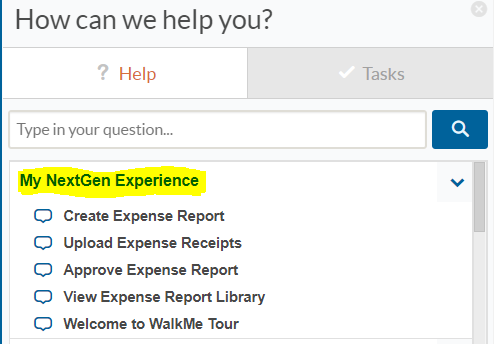 How can we help you?
? Help
Tasks
Type in your question...
My NextGen Experience
Create Expense Report
Upload Expense Receipts
Approve Expense Report
View Expense Report Library
Welcome to WalkMe Tour